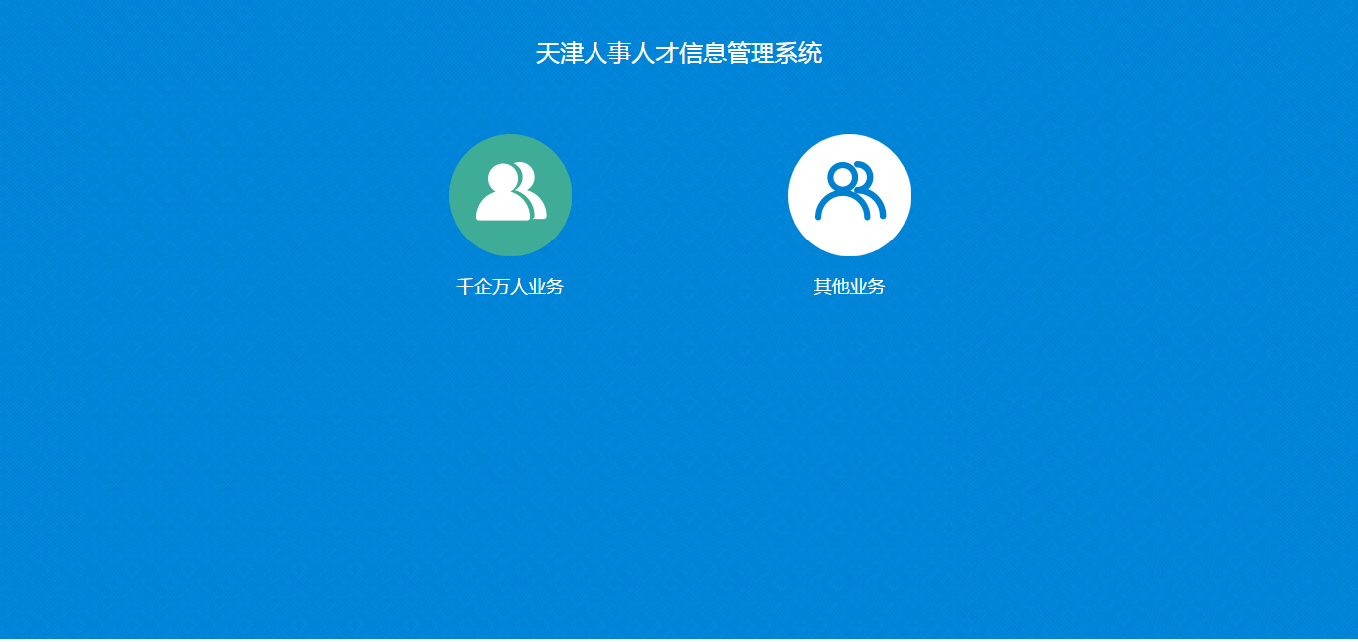 天津人事人才信息管理系统
千企万人业务
其他业务